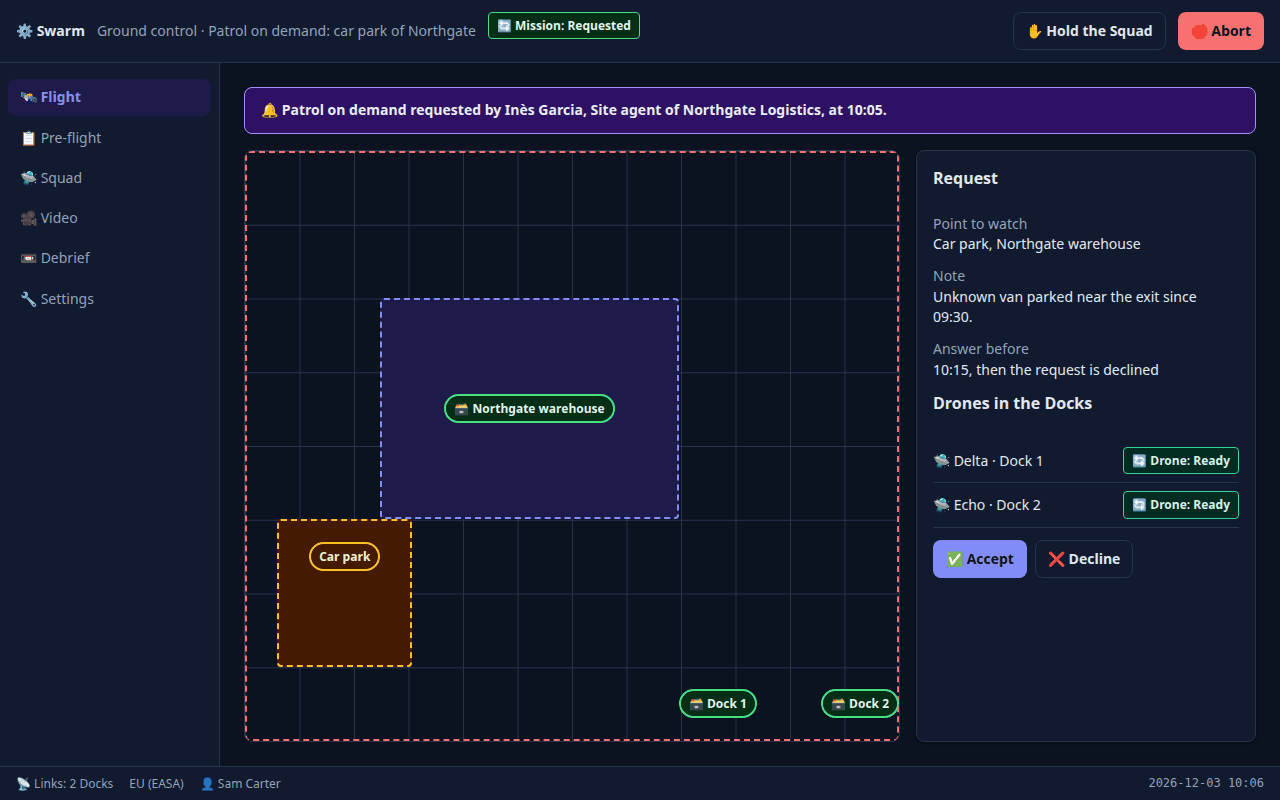 Swarm
Ground control · Patrol on demand: car park of Northgate
Mission: Requested
Hold the Squad
Abort
Flight
Pre-flight
Squad
Video
Debrief
Settings
Patrol on demand requested by Inès Garcia, Site agent of Northgate Logistics, at 10:05.
Northgate warehouse
Car park
Dock 1
Dock 2
Request
Point to watch
Car park, Northgate warehouse
Note
Unknown van parked near the exit since
09:30.
Answer before
10:15, then the request is declined
Drones in the Docks
Delta · Dock 1
Drone: Ready
Echo · Dock 2
Drone: Ready
Accept
Decline
Links: 2 Docks
EU (EASA)
Sam Carter
2026-12-03 10:06